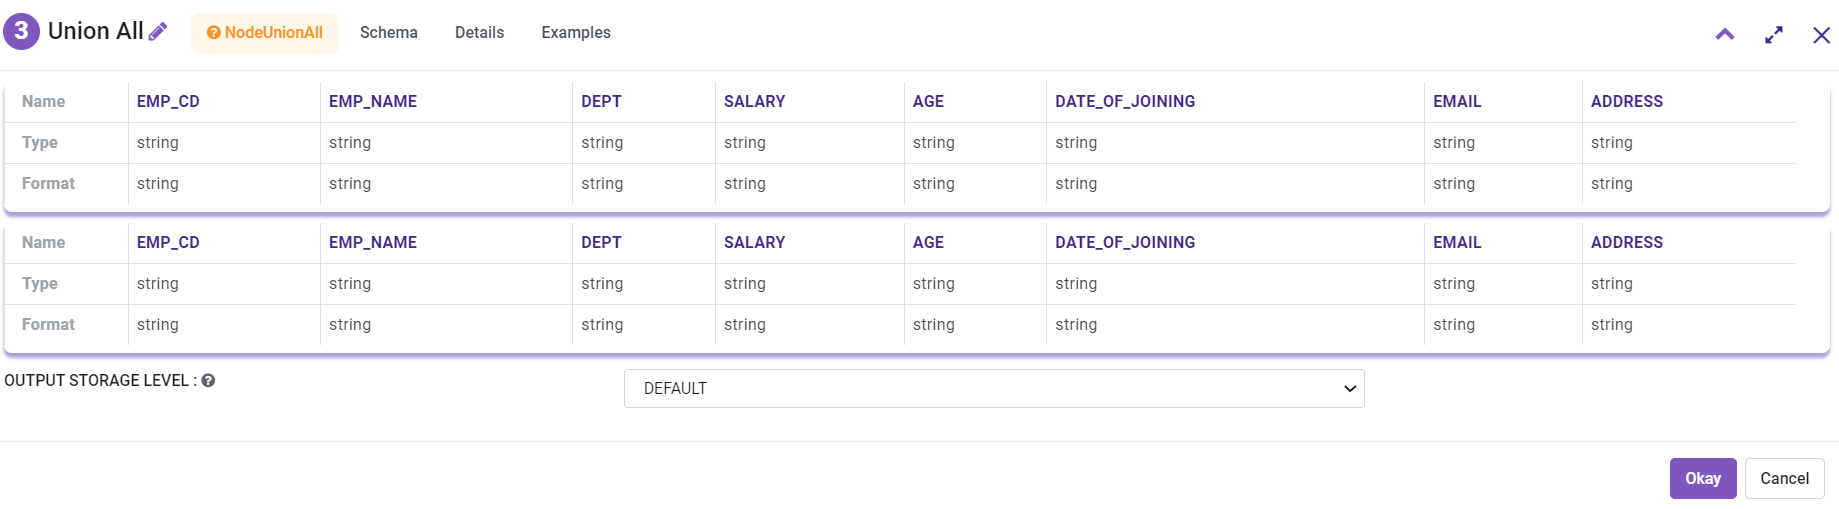 3 Union All NodeUnionAll Schema Details Examples
Name EMP_CD EMP_NAME DEPT SALARY AGE DATE_OF_JOINING EMAIL ADDRESS
Type string string string string string string string string
Format string string string string string string string string
Name EMP_CD EMP_NAME DEPT SALARY AGE DATE_OF_JOINING EMAIL ADDRESS
Type string string string string string string string string
Format string string string string string string string string
OUTPUT STORAGE LEVEL : DEFAULT
Okay Cancel